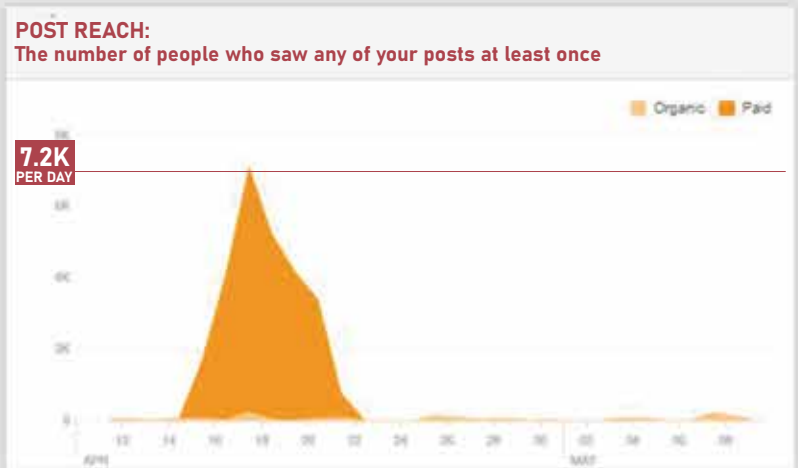 POST REACH:
The number of people who saw any of your posts at least once
Organic Paid
8K
7.2K
PER DAY
6K
4K
2K
0
12 14 16 18 20 22 24 26 28 30 02 04 06 08
APR MAY